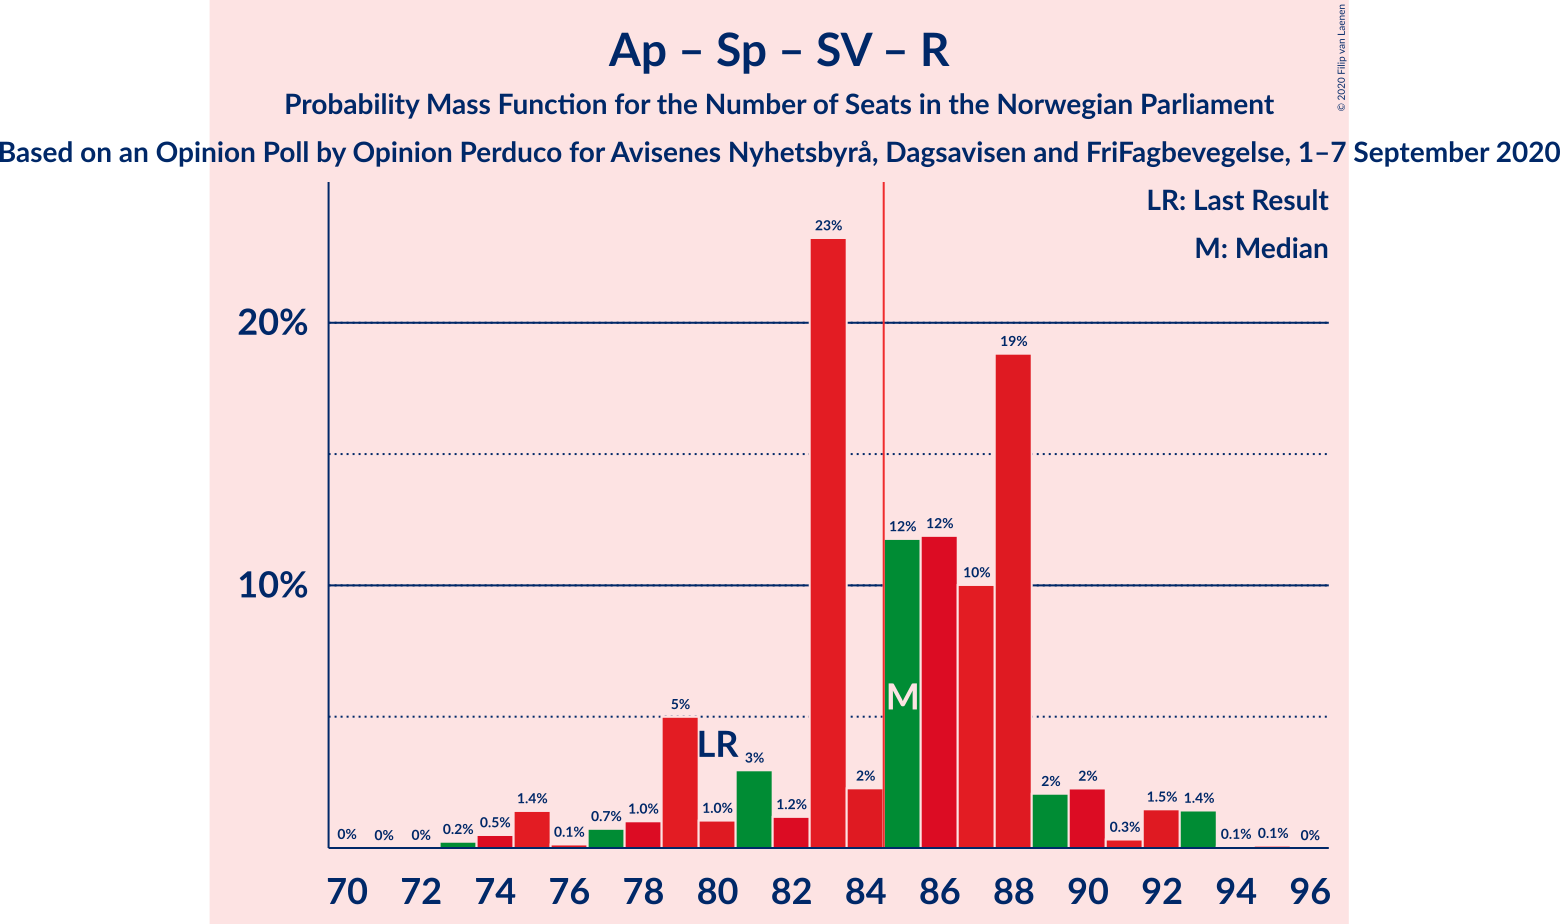 Ap – Sp – SV – R
Probability Mass Function for the Number of Seats in the Norwegian Parliament
Based on an Opinion Poll by Opinion Perduco for Avisenes Nyhetsbyrå, Dagsavisen and FriFagbevegelse, 1–7 September 2020
© 2020 Filip van Laenen
LR: Last Result
M: Median
20%
10%
0% 0% 0% 0.2% 0.5% 1.4% 0.1% 0.7% 1.0% 5% 1.0% 3% 1.2% 23% 2% 12% 12% 10% 19% 2% 2% 0.3% 1.5% 1.4% 0.1% 0.1% 0%
LR
M
70 72 74 76 78 80 82 84 86 88 90 92 94 96